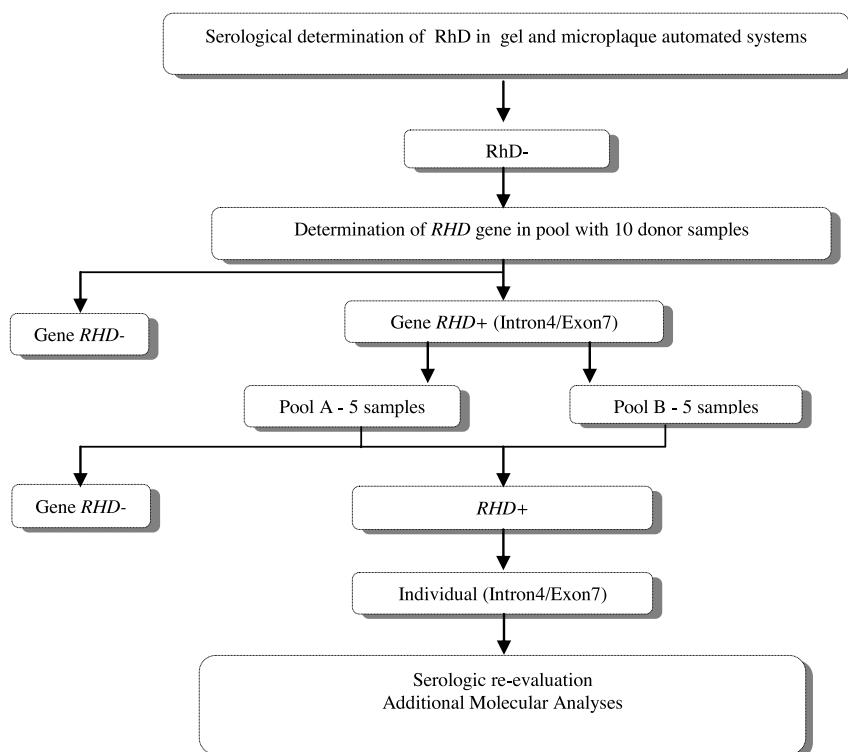 Serological determination of RhD in gel and microplaque automated systems
RhD-
Determination of RHD gene in pool with 10 donor samples
Gene RHD-
Gene RHD+ (Intron4/Exon7)
Pool A - 5 samples
Pool B - 5 samples
Gene RHD-
RHD+
Individual (Intron4/Exon7)
Serologic re-evaluation
Additional Molecular Analyses